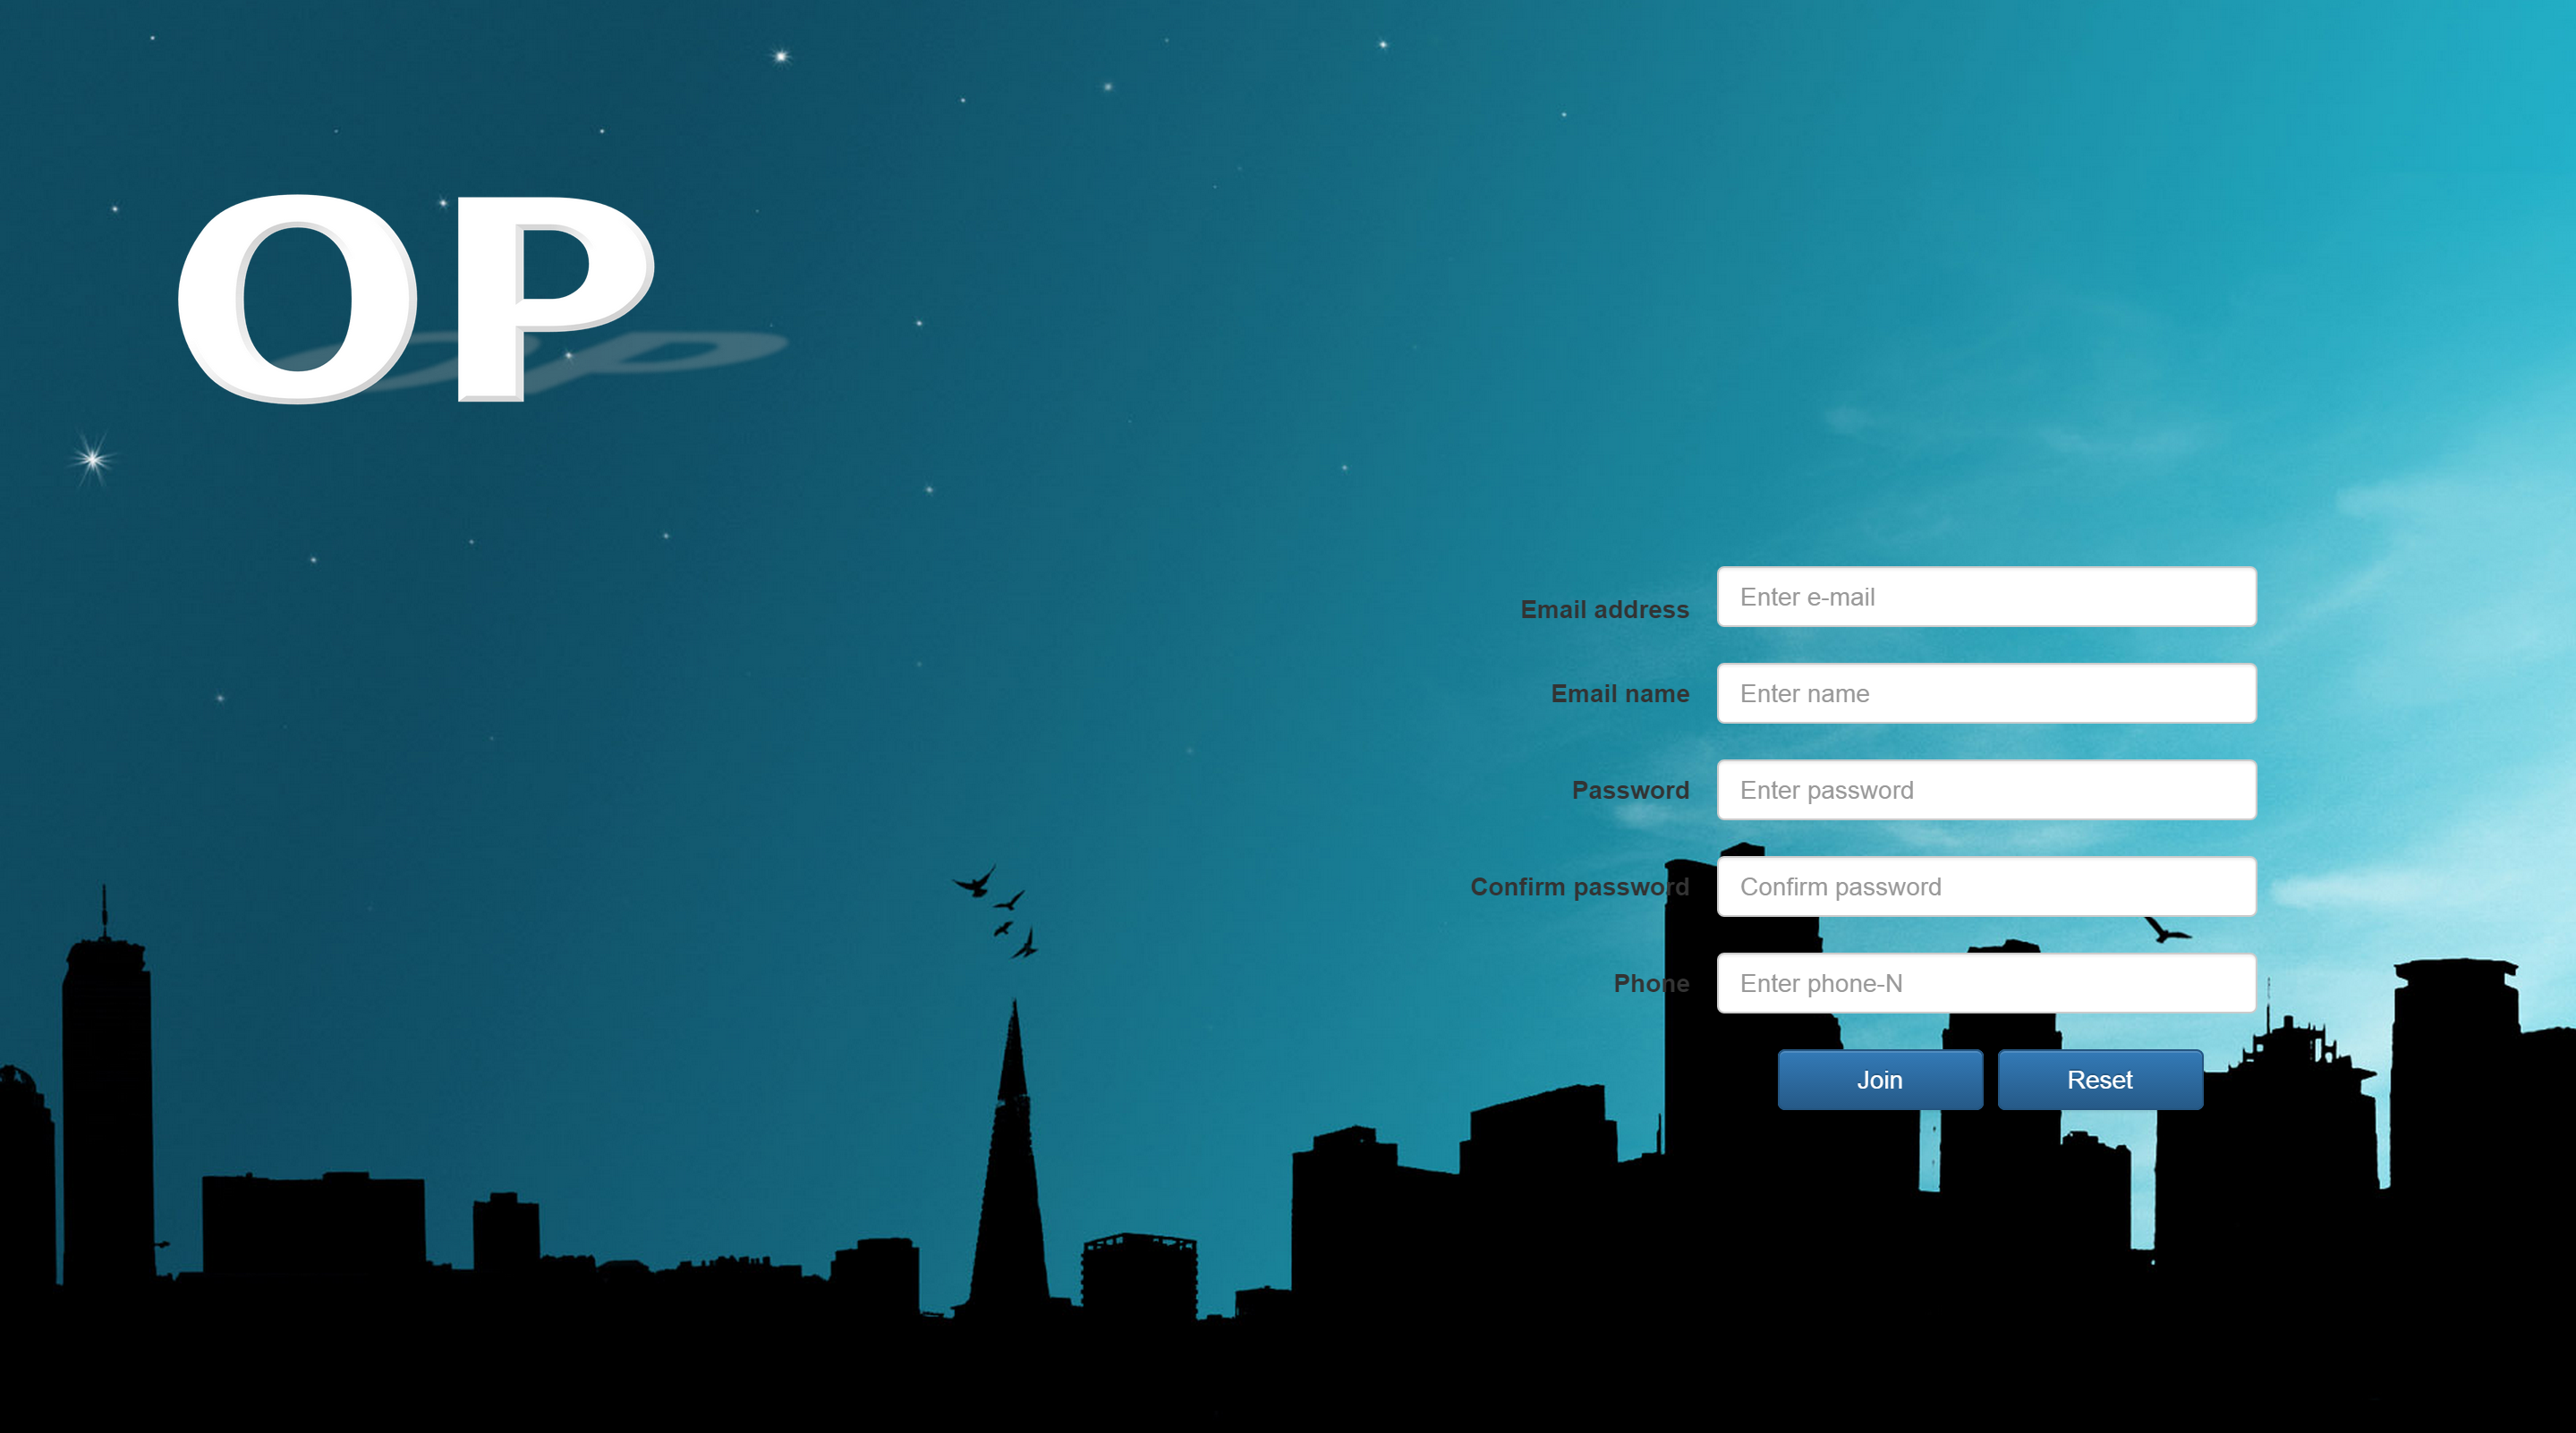 OP
Email address
Enter e-mail
Email name
Enter name
Password
Enter password
Confirm password
Confirm password
Phone
Enter phone-N
Join
Reset